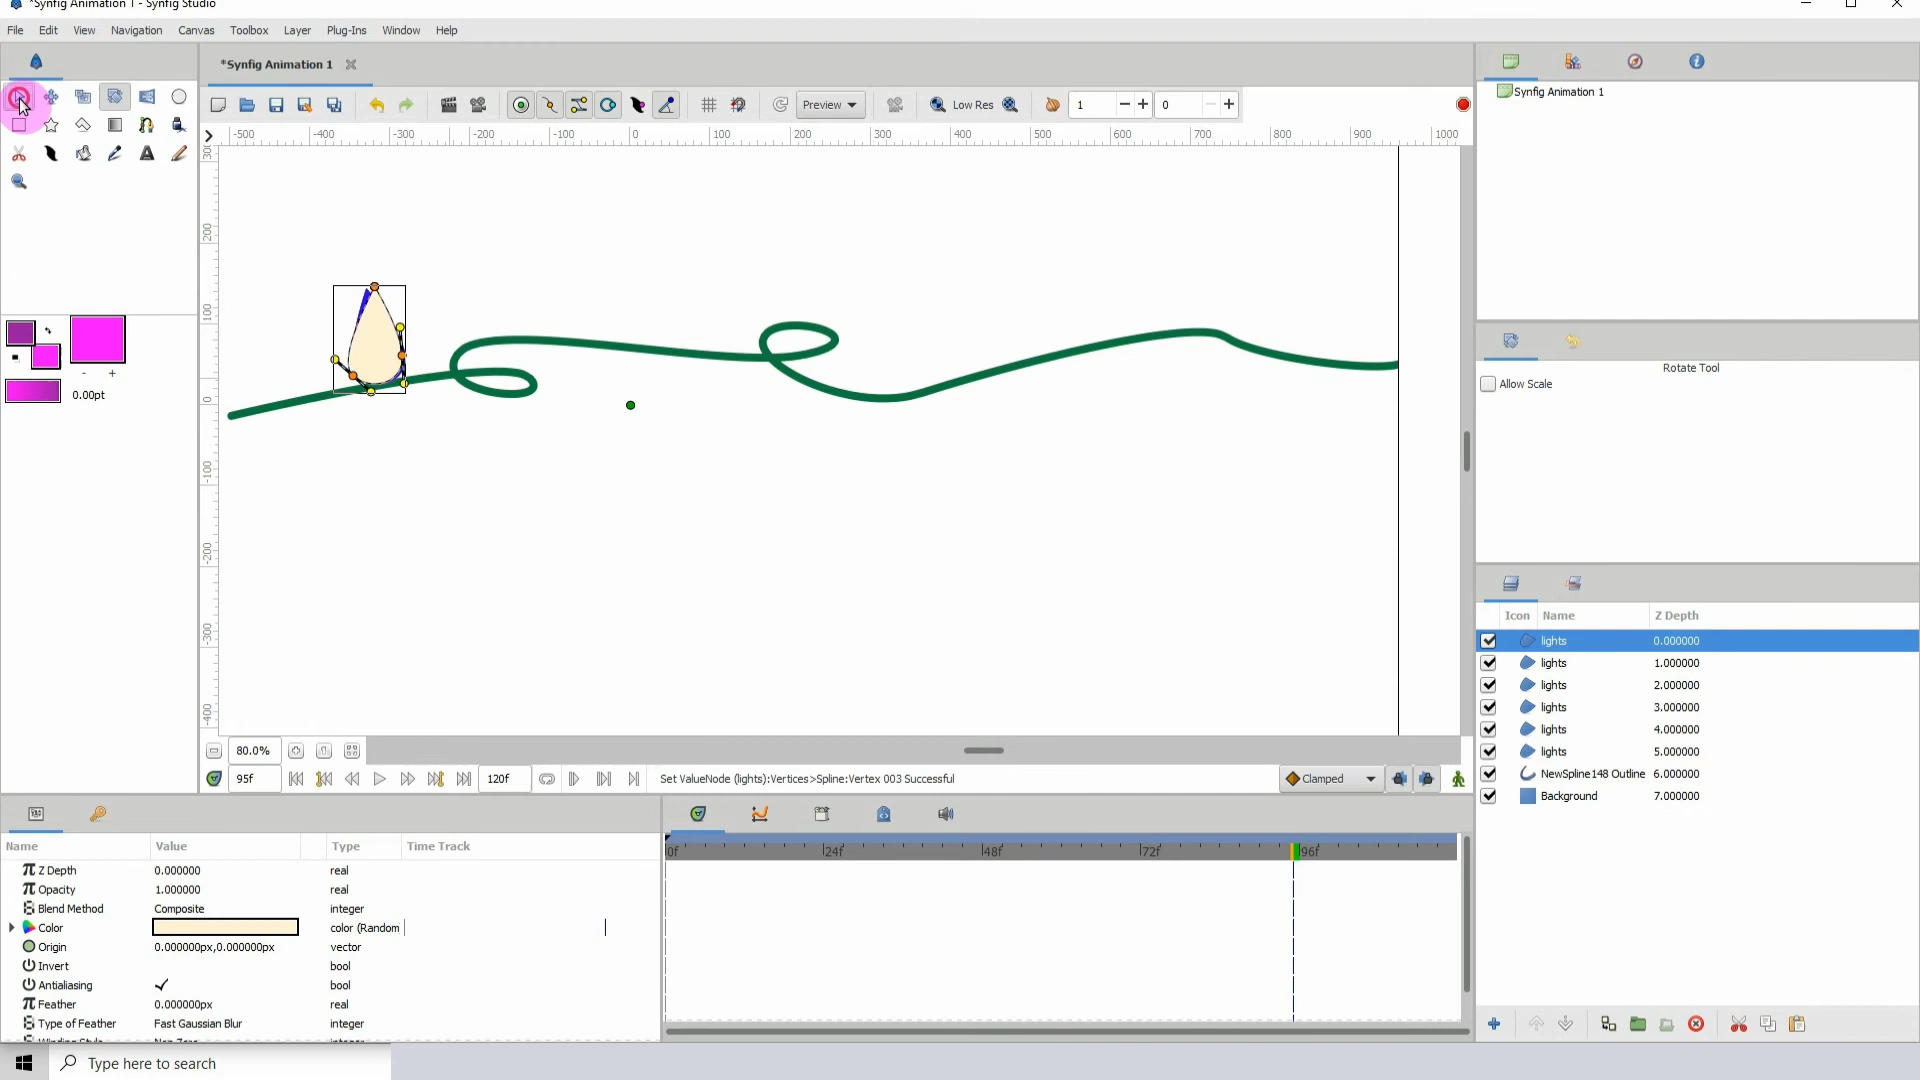 *Synfig Animation 1 - Synfig Studio
File Edit View Navigation Canvas Toolbox Layer Plug-Ins Window Help
*Synfig Animation 1
Preview Low Res 1 0
-500 -400 -300 -200 -100 0 100 200 300 400 500 600 700 800 900 1000
200
100
0
-100
-200
-300
-400
0.00pt
Synfig Animation 1
Rotate Tool
Allow Scale
Icon Name Z Depth
lights 0.000000
lights 1.000000
lights 2.000000
lights 3.000000
lights 4.000000
lights 5.000000
NewSpline148 Outline 6.000000
Background 7.000000
80.0%
95f 120f Set ValueNode (lights):Vertices>Spline:Vertex 003 Successful Clamped
Name Value Type Time Track
Z Depth 0.000000 real
Opacity 1.000000 real
Blend Method Composite integer
Color color (Random
Origin 0.000000px,0.000000px vector
Invert bool
Antialiasing bool
Feather 0.000000px real
Type of Feather Fast Gaussian Blur integer
0f 24f 48f 72f 96f
Type here to search